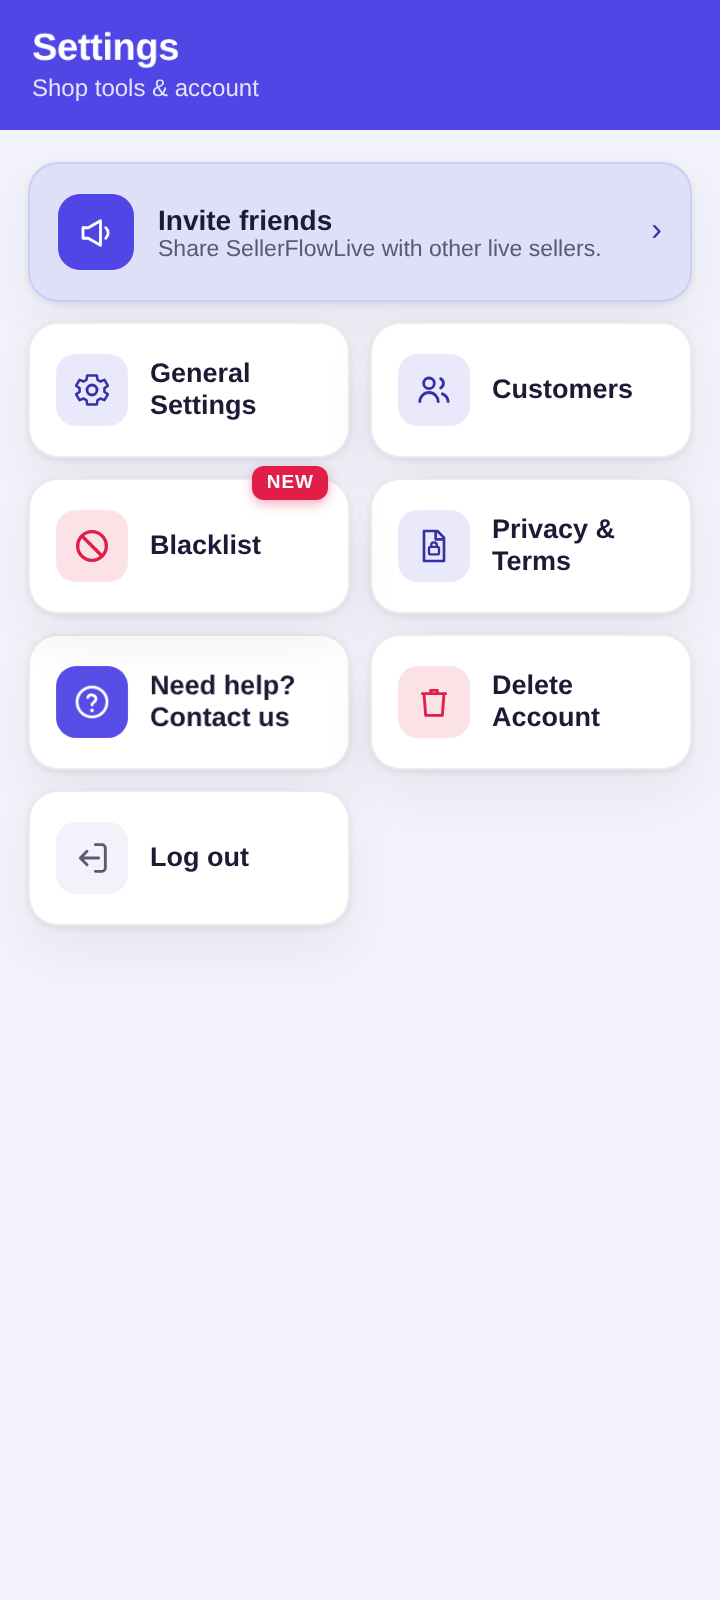 Settings
Shop tools & account
Invite friends
Share SellerFlowLive with other live sellers.
General
Settings
Customers
NEW
Blacklist
Privacy &
Terms
Need help?
Contact us
Delete
Account
Log out